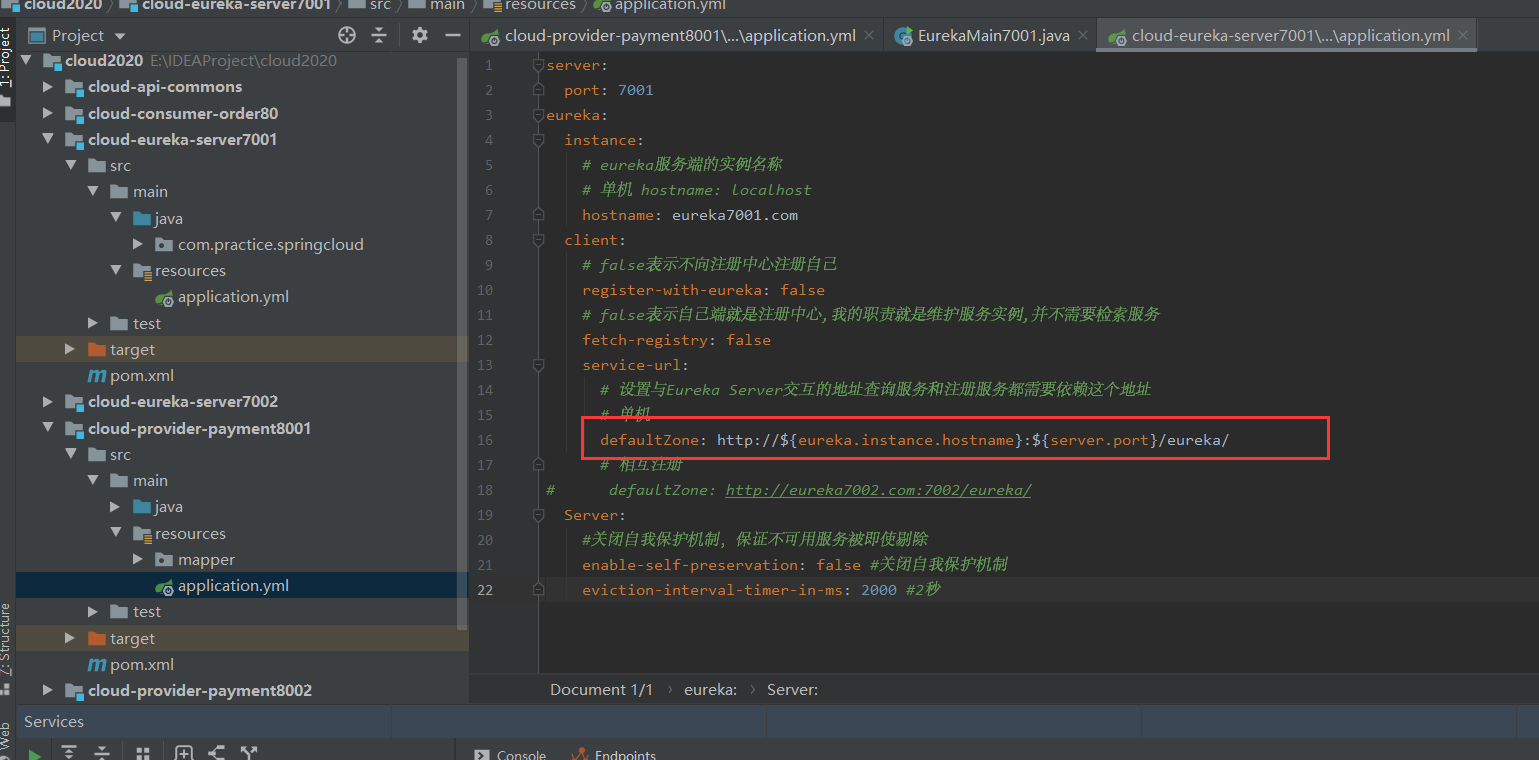 cloud2020 cloud-eureka-server7001 src main resources application.yml
Project
cloud-provider-payment8001\...\application.yml
EurekaMain7001.java
cloud-eureka-server7001\...\application.yml
1: Project
7: Structure
Web
cloud2020 E:\IDEAProject\cloud2020
cloud-api-commons
cloud-consumer-order80
cloud-eureka-server7001
src
main
java
com.practice.springcloud
resources
application.yml
test
target
pom.xml
cloud-eureka-server7002
cloud-provider-payment8001
src
main
java
resources
mapper
application.yml
test
target
pom.xml
cloud-provider-payment8002
1 server:
2 port: 7001
3 eureka:
4 instance:
5 # eureka服务端的实例名称
6 # 单机 hostname: localhost
7 hostname: eureka7001.com
8 client:
9 # false表示不向注册中心注册自己
10 register-with-eureka: false
11 # false表示自己端就是注册中心,我的职责就是维护服务实例,并不需要检索服务
12 fetch-registry: false
13 service-url:
14 # 设置与Eureka Server交互的地址查询服务和注册服务都需要依赖这个地址
15 # 单机
16 defaultZone: http://${eureka.instance.hostname}:${server.port}/eureka/
17 # 相互注册
18 # defaultZone: http://eureka7002.com:7002/eureka/
19 Server:
20 #关闭自我保护机制，保证不可用服务被即使剔除
21 enable-self-preservation: false #关闭自我保护机制
22 eviction-interval-timer-in-ms: 2000 #2秒
Document 1/1 › eureka: › Server:
Services
Console
Endpoints